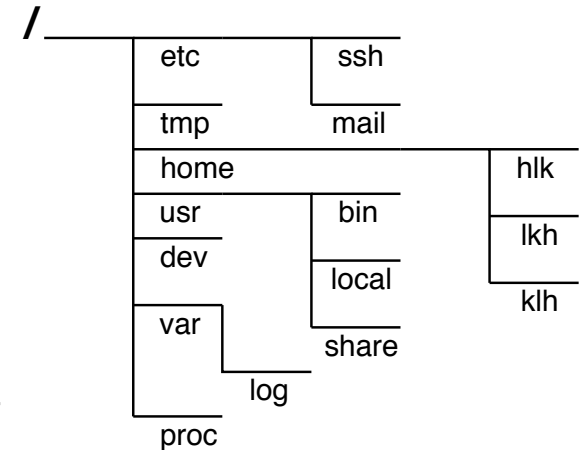 /
etc ssh
tmp mail
home hlk
usr bin lkh
dev
local
klh
var
share
log
proc